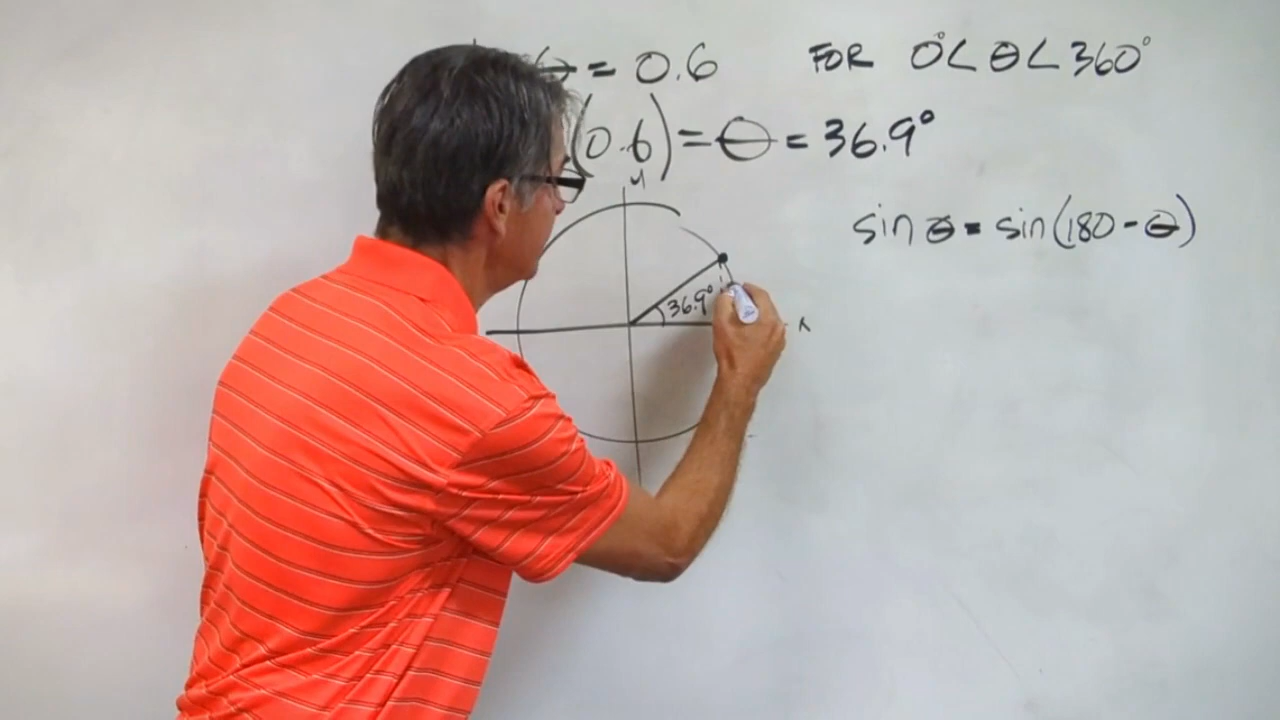 θ = 0.6 FOR 0° < θ < 360°
(0.6) = θ = 36.9°
y
sin θ = sin(180 - θ)
36.9°
x